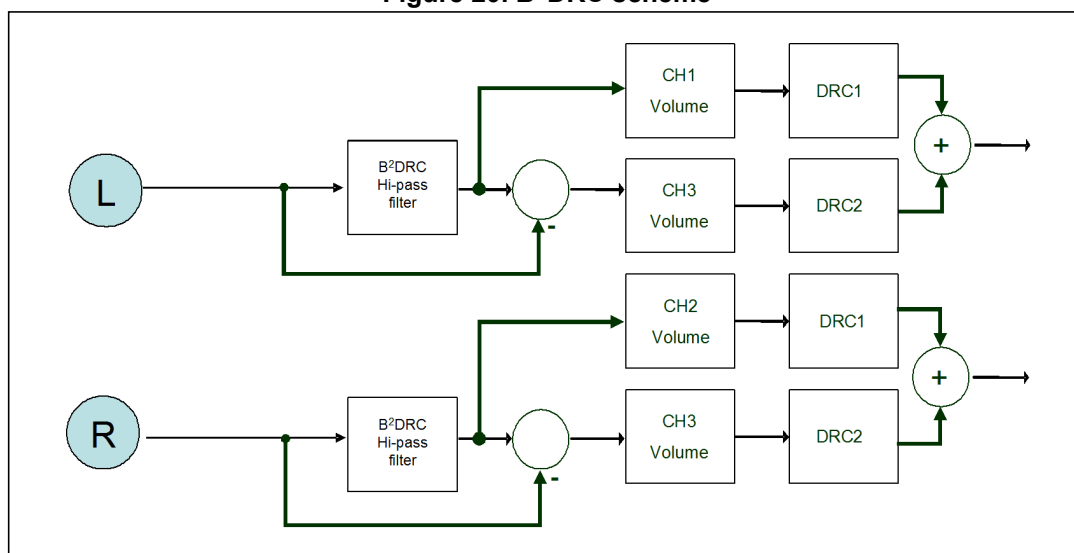 CH1
Volume
DRC1
+
B²DRC
Hi-pass
filter
L
CH3
Volume
DRC2
-
CH2
Volume
DRC1
+
B²DRC
Hi-pass
filter
R
CH3
Volume
DRC2
-